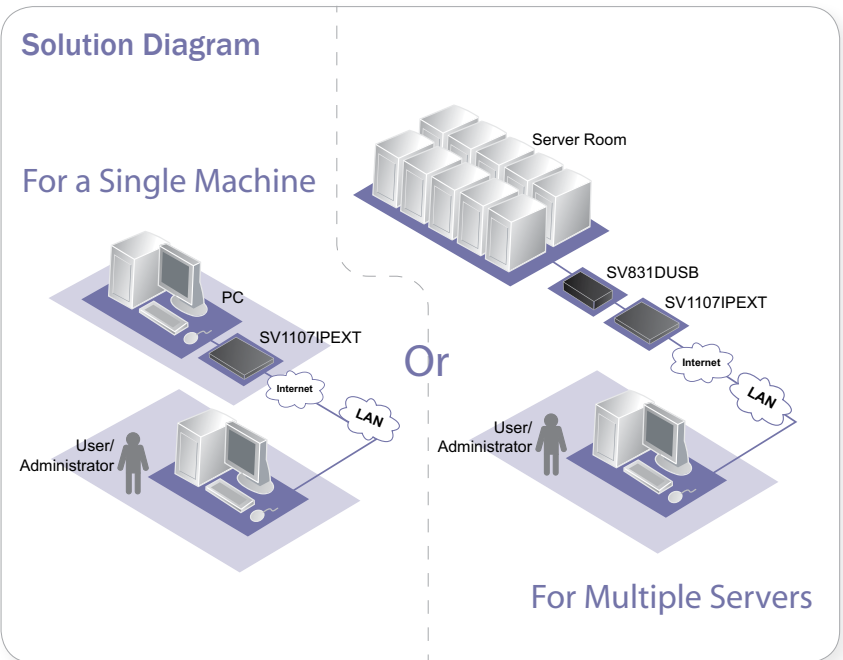 Solution Diagram
For a Single Machine
PC
SV1107IPEXT
Internet
LAN
User/
Administrator
Or
Server Room
SV831DUSB
SV1107IPEXT
Internet
LAN
User/
Administrator
For Multiple Servers